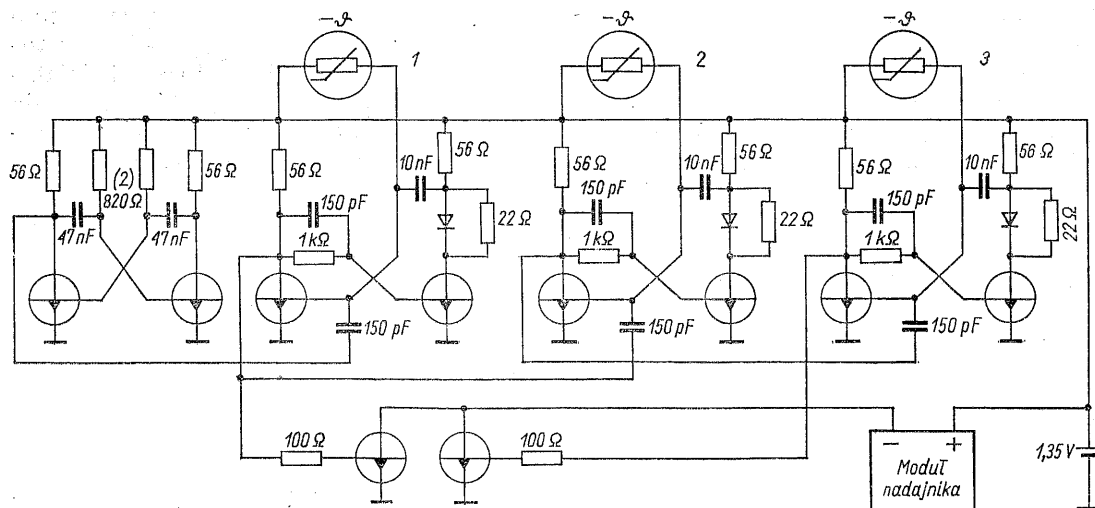 -ϑ
1
-ϑ
2
-ϑ
3
56 Ω
(2)
820 Ω
56 Ω
47 nF
47 nF
56 Ω
150 pF
1 kΩ
10 nF
56 Ω
22 Ω
150 pF
56 Ω
150 pF
1 kΩ
10 nF
56 Ω
22 Ω
150 pF
56 Ω
150 pF
1 kΩ
10 nF
56 Ω
22 Ω
150 pF
100 Ω
100 Ω
- +
Moduł
nadajnika
1,35 V